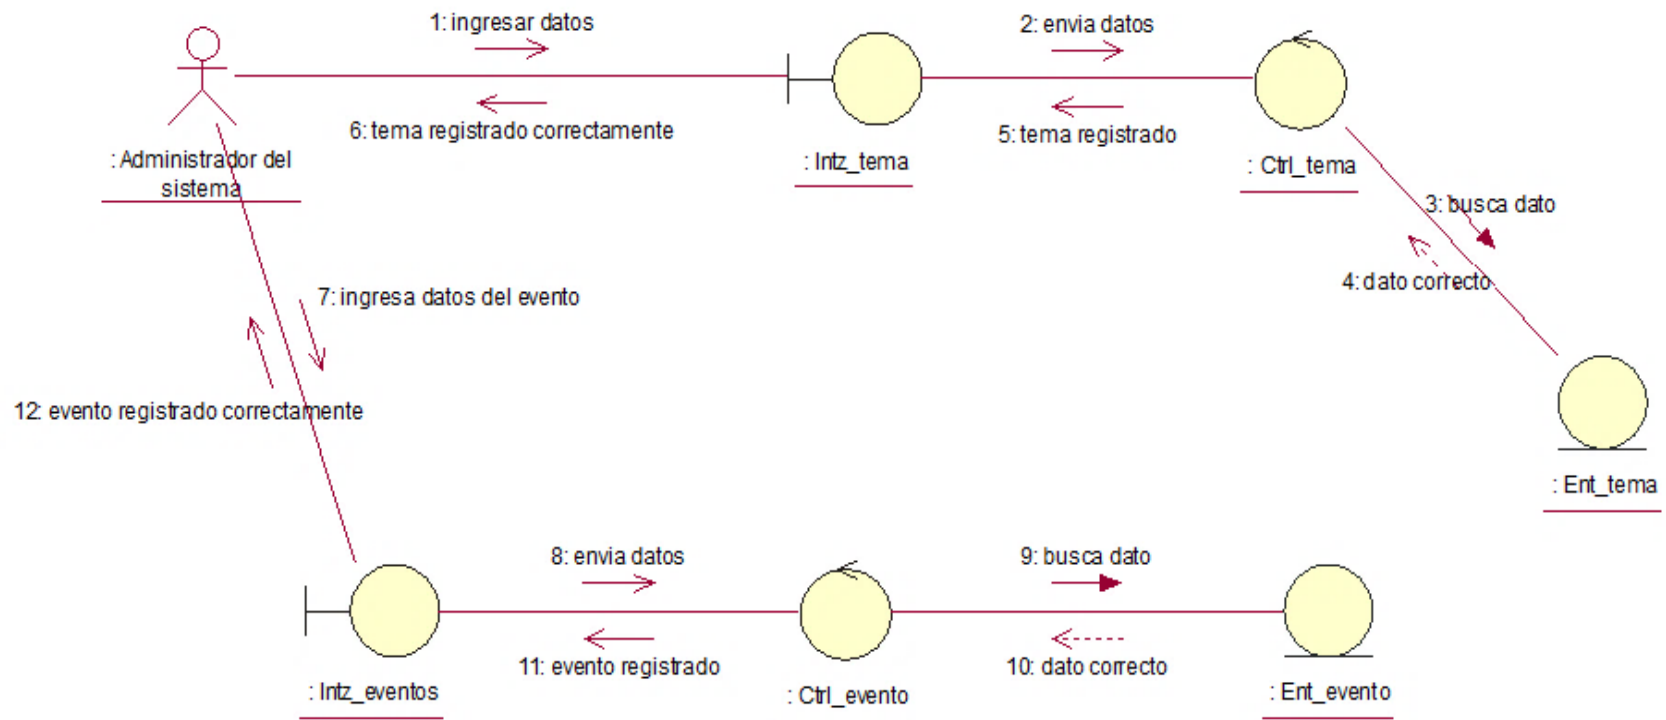 1: ingresar datos
2: envia datos
6: tema registrado correctamente
5: tema registrado
: Administrador del
sistema
: Intz_tema
: Ctrl_tema
3: busca dato
4: dato correcto
7: ingresa datos del evento
12: evento registrado correctamente
: Ent_tema
8: envia datos
9: busca dato
11: evento registrado
10: dato correcto
: Intz_eventos
: Ctrl_evento
: Ent_evento